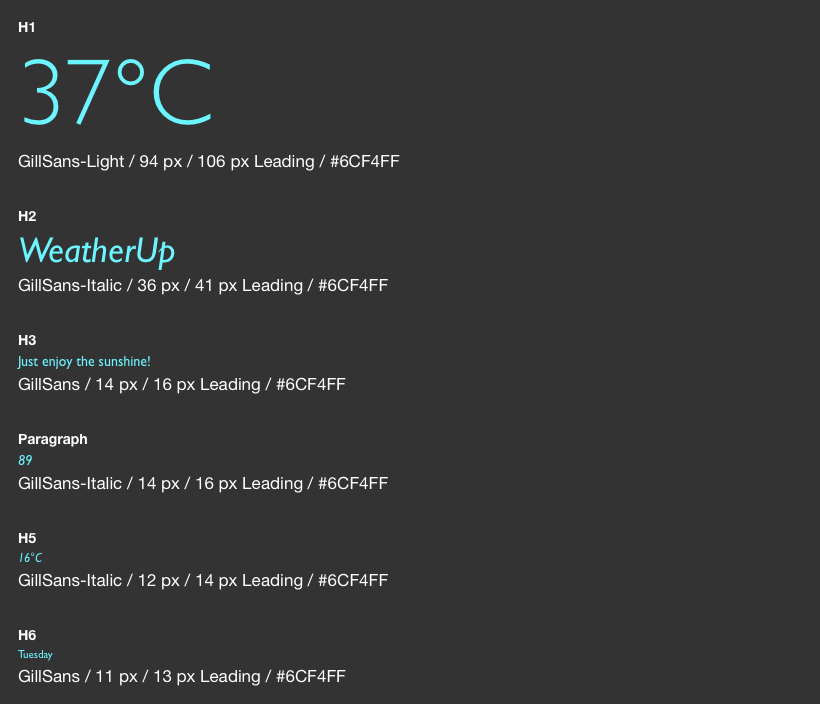 H1
37°C
GillSans-Light / 94 px / 106 px Leading / #6CF4FF
H2
WeatherUp
GillSans-Italic / 36 px / 41 px Leading / #6CF4FF
H3
Just enjoy the sunshine!
GillSans / 14 px / 16 px Leading / #6CF4FF
Paragraph
89
GillSans-Italic / 14 px / 16 px Leading / #6CF4FF
H5
16°C
GillSans-Italic / 12 px / 14 px Leading / #6CF4FF
H6
Tuesday
GillSans / 11 px / 13 px Leading / #6CF4FF